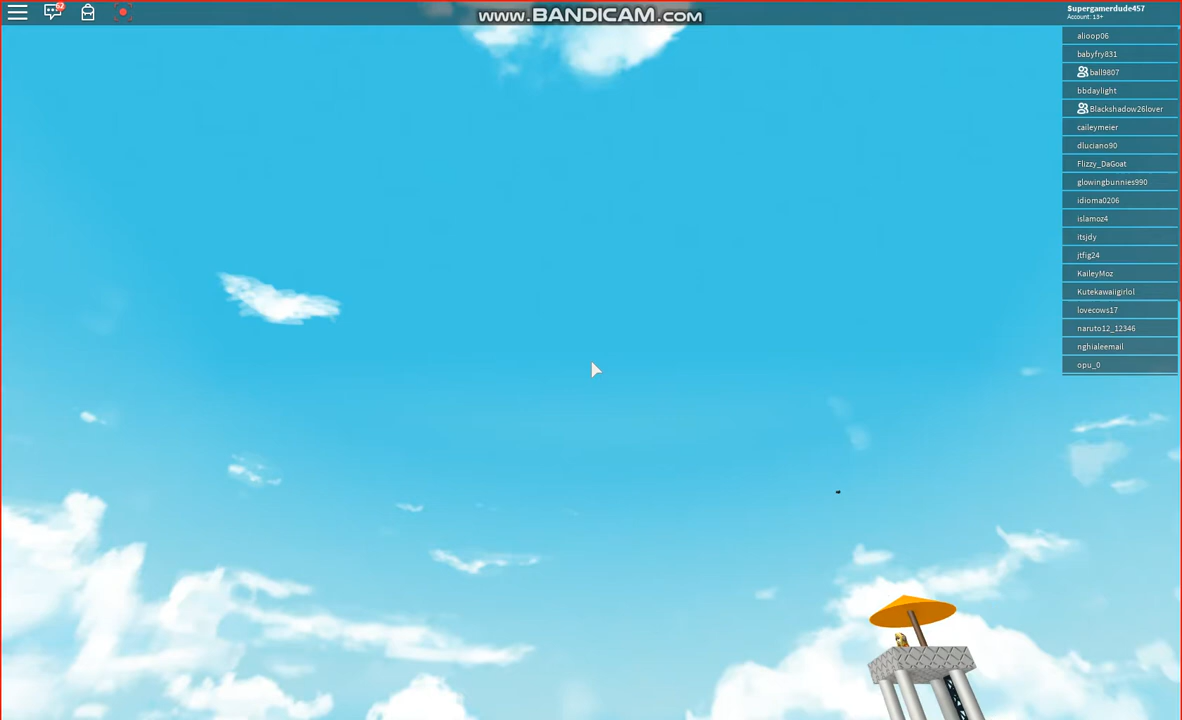 62
www.BANDICAM.com
Supergamerdude457
Account: 13+
alioop06
babyfry831
ball9807
bbdaylight
Blackshadow26lover
caileymeier
dluciano90
Flizzy_DaGoat
glowingbunnies990
idioma0206
islamoz4
itsjdy
jtfig24
KaileyMoz
Kutekawaiigirlol
lovecows17
naruto12_12346
nghialeemail
opu_0